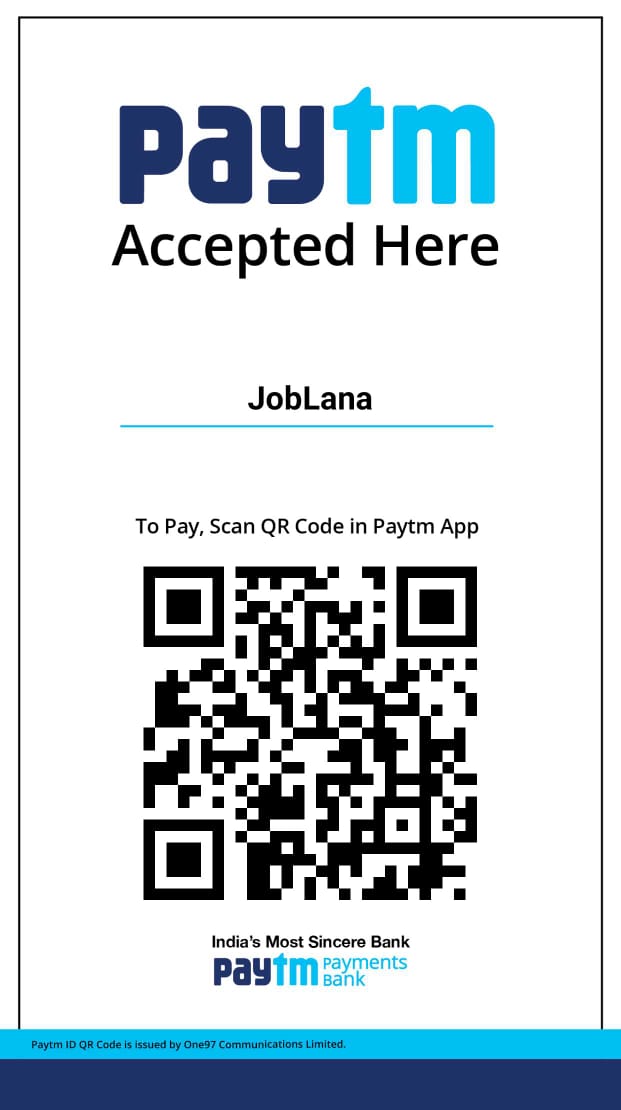 paytm
Accepted Here
JobLana
To Pay, Scan QR Code in Paytm App
India's Most Sincere Bank
paytm Payments
Bank
Paytm ID QR Code is issued by One97 Communications Limited.